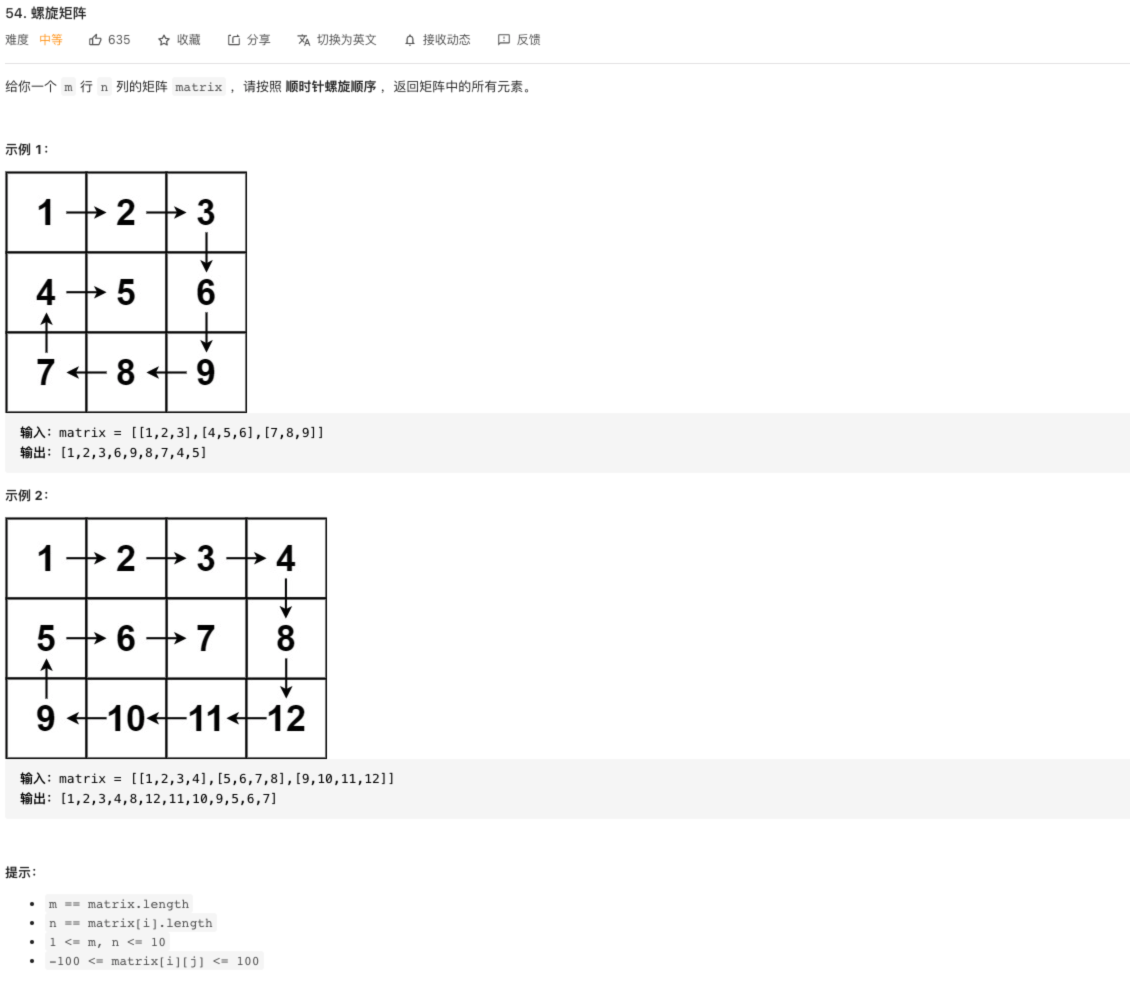 54. 螺旋矩阵
难度 中等 635 收藏 分享 切换为英文 接收动态 反馈
给你一个 m 行 n 列的矩阵 matrix ，请按照 顺时针螺旋顺序 ，返回矩阵中的所有元素。
示例 1：
1 2 3
4 5 6
7 8 9
输入：matrix = [[1,2,3],[4,5,6],[7,8,9]]
输出：[1,2,3,6,9,8,7,4,5]
示例 2：
1 2 3 4
5 6 7 8
9 10 11 12
输入：matrix = [[1,2,3,4],[5,6,7,8],[9,10,11,12]]
输出：[1,2,3,4,8,12,11,10,9,5,6,7]
提示：
• m == matrix.length
• n == matrix[i].length
• 1 <= m, n <= 10
• -100 <= matrix[i][j] <= 100